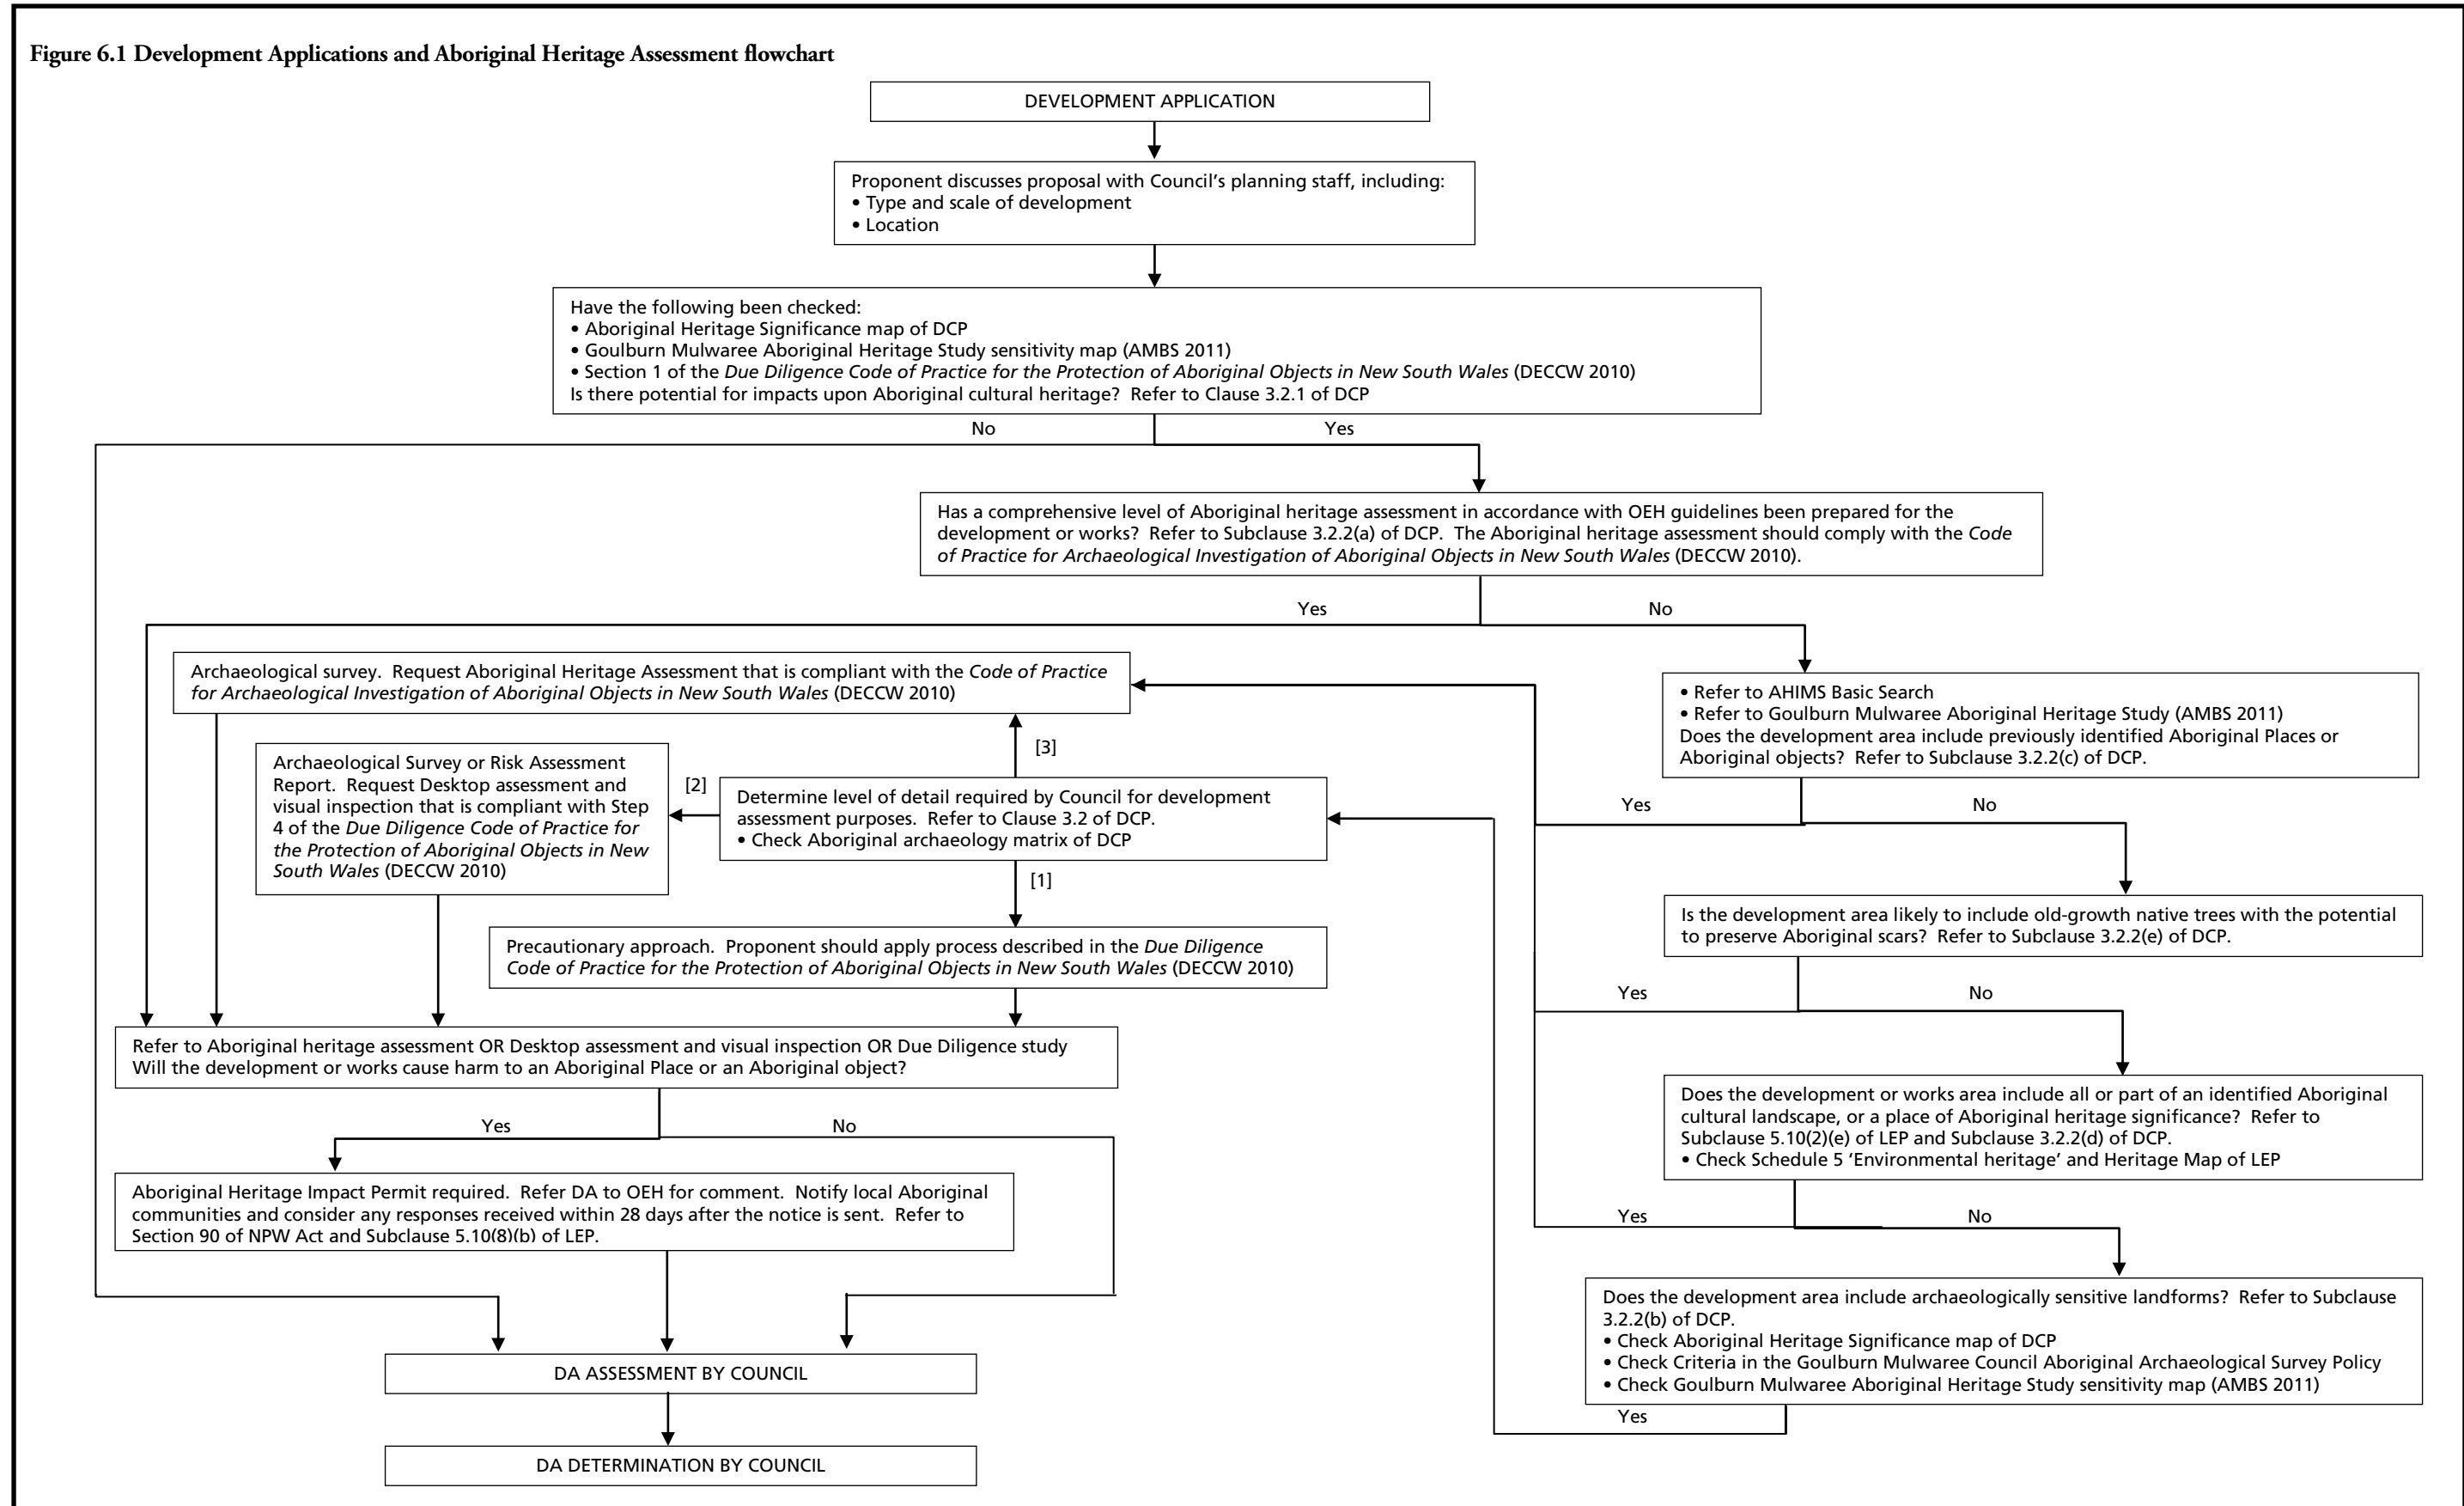 Figure 6.1 Development Applications and Aboriginal Heritage Assessment flowchart
DEVELOPMENT APPLICATION
Proponent discusses proposal with Council's planning staff, including:
• Type and scale of development
• Location
Have the following been checked:
• Aboriginal Heritage Significance map of DCP
• Goulburn Mulwaree Aboriginal Heritage Study sensitivity map (AMBS 2011)
• Section 1 of the Due Diligence Code of Practice for the Protection of Aboriginal Objects in New South Wales (DECCW 2010)
Is there potential for impacts upon Aboriginal cultural heritage? Refer to Clause 3.2.1 of DCP
No
Yes
Has a comprehensive level of Aboriginal heritage assessment in accordance with OEH guidelines been prepared for the
development or works? Refer to Subclause 3.2.2(a) of DCP. The Aboriginal heritage assessment should comply with the Code
of Practice for Archaeological Investigation of Aboriginal Objects in New South Wales (DECCW 2010).
Yes
No
Archaeological survey. Request Aboriginal Heritage Assessment that is compliant with the Code of Practice
for Archaeological Investigation of Aboriginal Objects in New South Wales (DECCW 2010)
• Refer to AHIMS Basic Search
• Refer to Goulburn Mulwaree Aboriginal Heritage Study (AMBS 2011)
Does the development area include previously identified Aboriginal Places or
Aboriginal objects? Refer to Subclause 3.2.2(c) of DCP.
[3]
Archaeological Survey or Risk Assessment
Report. Request Desktop assessment and
visual inspection that is compliant with Step
4 of the Due Diligence Code of Practice for
the Protection of Aboriginal Objects in New
South Wales (DECCW 2010)
[2]
Determine level of detail required by Council for development
assessment purposes. Refer to Clause 3.2 of DCP.
• Check Aboriginal archaeology matrix of DCP
Yes
No
[1]
Is the development area likely to include old-growth native trees with the potential
to preserve Aboriginal scars? Refer to Subclause 3.2.2(e) of DCP.
Precautionary approach. Proponent should apply process described in the Due Diligence
Code of Practice for the Protection of Aboriginal Objects in New South Wales (DECCW 2010)
Yes
No
Refer to Aboriginal heritage assessment OR Desktop assessment and visual inspection OR Due Diligence study
Will the development or works cause harm to an Aboriginal Place or an Aboriginal object?
Does the development or works area include all or part of an identified Aboriginal
cultural landscape, or a place of Aboriginal heritage significance? Refer to
Subclause 5.10(2)(e) of LEP and Subclause 3.2.2(d) of DCP.
• Check Schedule 5 'Environmental heritage' and Heritage Map of LEP
Yes
No
Aboriginal Heritage Impact Permit required. Refer DA to OEH for comment. Notify local Aboriginal
communities and consider any responses received within 28 days after the notice is sent. Refer to
Section 90 of NPW Act and Subclause 5.10(8)(b) of LEP.
Yes
No
Does the development area include archaeologically sensitive landforms? Refer to Subclause
3.2.2(b) of DCP.
• Check Aboriginal Heritage Significance map of DCP
• Check Criteria in the Goulburn Mulwaree Council Aboriginal Archaeological Survey Policy
• Check Goulburn Mulwaree Aboriginal Heritage Study sensitivity map (AMBS 2011)
Yes
DA ASSESSMENT BY COUNCIL
DA DETERMINATION BY COUNCIL